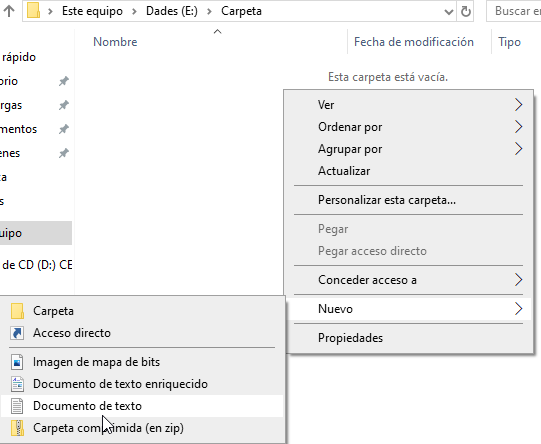 Este equipo > Dades (E:) > Carpeta
Buscar en
Nombre
Fecha de modificación
Tipo
Esta carpeta está vacía.
rápido
orio
rgas
mentos
enes
ta
s
uipo
de CD (D:) CE
Ver
Ordenar por
Agrupar por
Actualizar
Personalizar esta carpeta...
Pegar
Pegar acceso directo
Conceder acceso a
Nuevo
Propiedades
Carpeta
Acceso directo
Imagen de mapa de bits
Documento de texto enriquecido
Documento de texto
Carpeta comprimida (en zip)